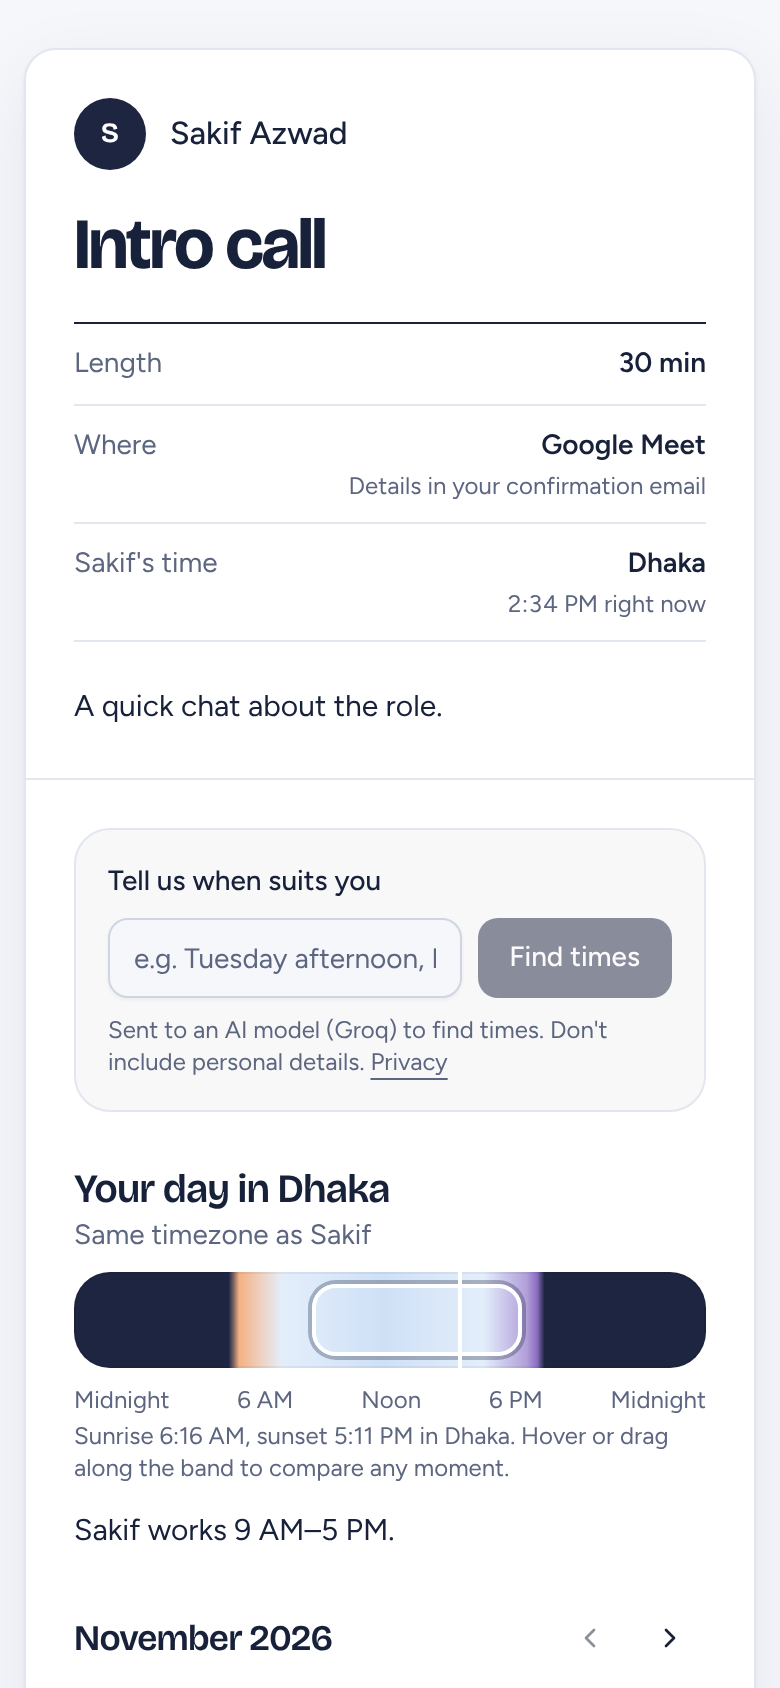 S
Sakif Azwad
Intro call
Length
30 min
Where
Google Meet
Details in your confirmation email
Sakif's time
Dhaka
2:34 PM right now
A quick chat about the role.
Tell us when suits you
e.g. Tuesday afternoon, l
Find times
Sent to an AI model (Groq) to find times. Don't
include personal details. Privacy
Your day in Dhaka
Same timezone as Sakif
Midnight
6 AM
Noon
6 PM
Midnight
Sunrise 6:16 AM, sunset 5:11 PM in Dhaka. Hover or drag
along the band to compare any moment.
Sakif works 9 AM–5 PM.
November 2026